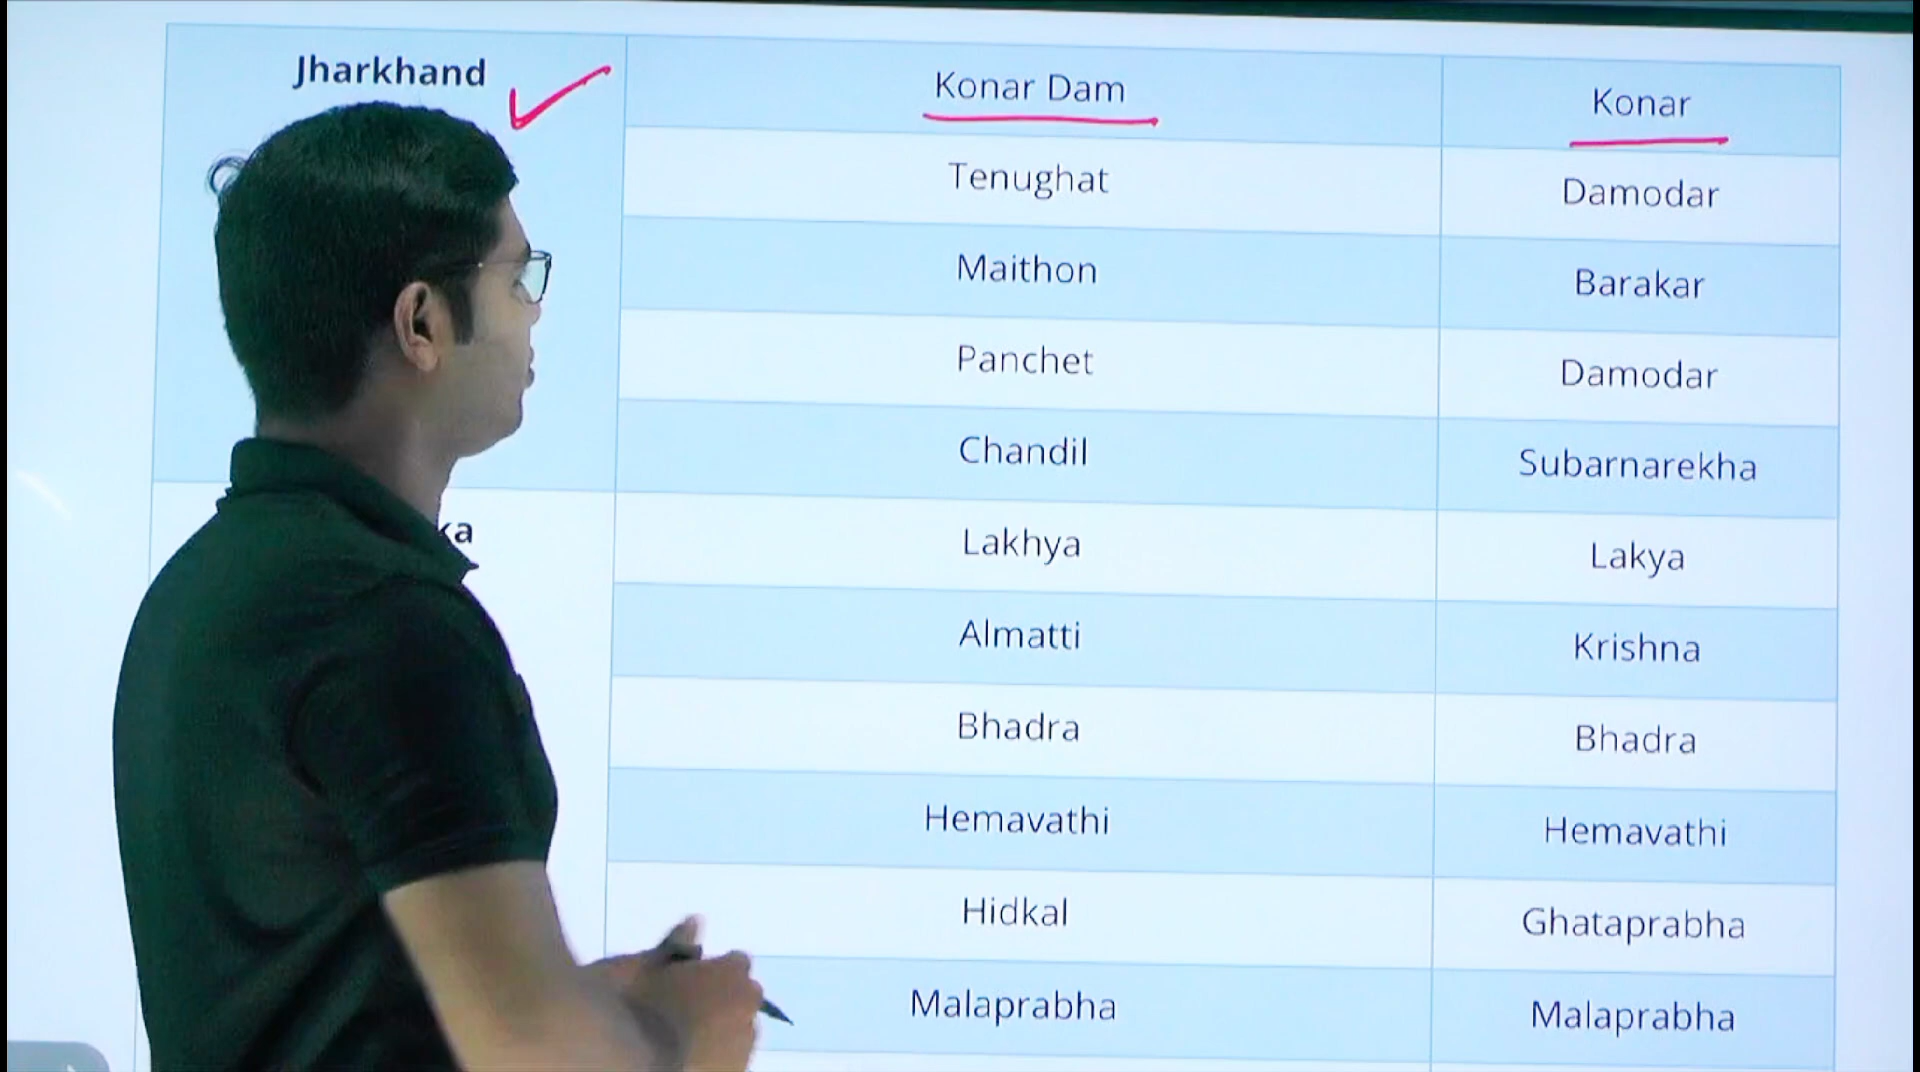 Jharkhand Konar Dam Konar
Tenughat Damodar
Maithon Barakar
Panchet Damodar
Chandil Subarnarekha
ka Lakhya Lakya
Almatti Krishna
Bhadra Bhadra
Hemavathi Hemavathi
Hidkal Ghataprabha
Malaprabha Malaprabha